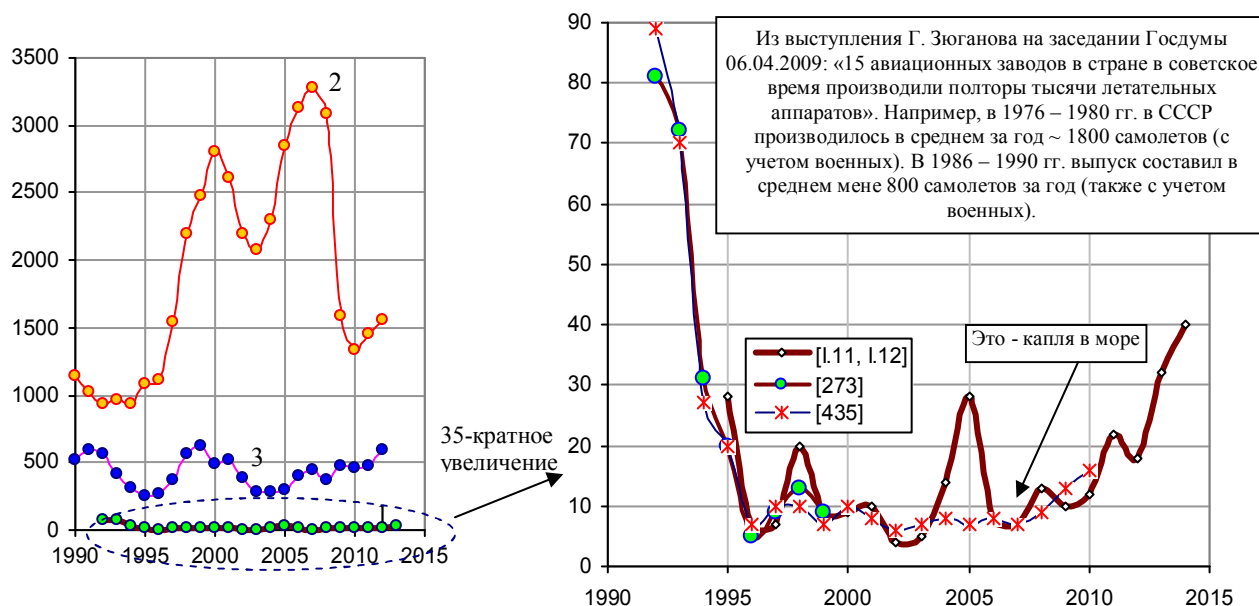 3500
3000
2500
2000
1500
1000
500
0
1990 1995 2000 2005 2010 2015
2
3
1
35-кратное
увеличение
90
80
70
60
50
40
30
20
10
0
1990 1995 2000 2005 2010 2015
Из выступления Г. Зюганова на заседании Госдумы
06.04.2009: «15 авиационных заводов в стране в советское
время производили полторы тысячи летательных
аппаратов». Например, в 1976 – 1980 гг. в СССР
производилось в среднем за год ~ 1800 самолетов (с
учетом военных). В 1986 – 1990 гг. выпуск составил в
среднем мене 800 самолетов за год (также с учетом
военных).
Это - капля в море
[I.11, I.12]
[273]
[435]